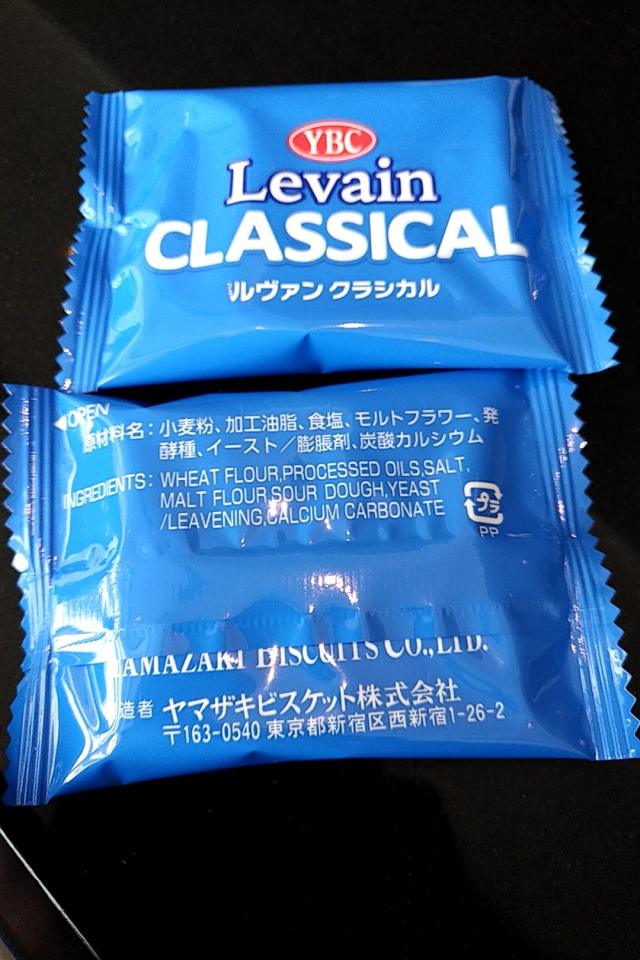 YBC
Levain
CLASSICAL
ルヴァン クラシカル
◀OPEN
原材料名：小麦粉、加工油脂、食塩、モルトフラワー、発
酵種、イースト／膨脹剤、炭酸カルシウム
INGREDIENTS：WHEAT FLOUR,PROCESSED OILS,SALT,
MALT FLOUR,SOUR DOUGH,YEAST
/LEAVENING,CALCIUM CARBONATE
プラ
PP
YAMAZAKI BISCUITS CO.,LTD.
造者 ヤマザキビスケット株式会社
〒163-0540 東京都新宿区西新宿1-26-2